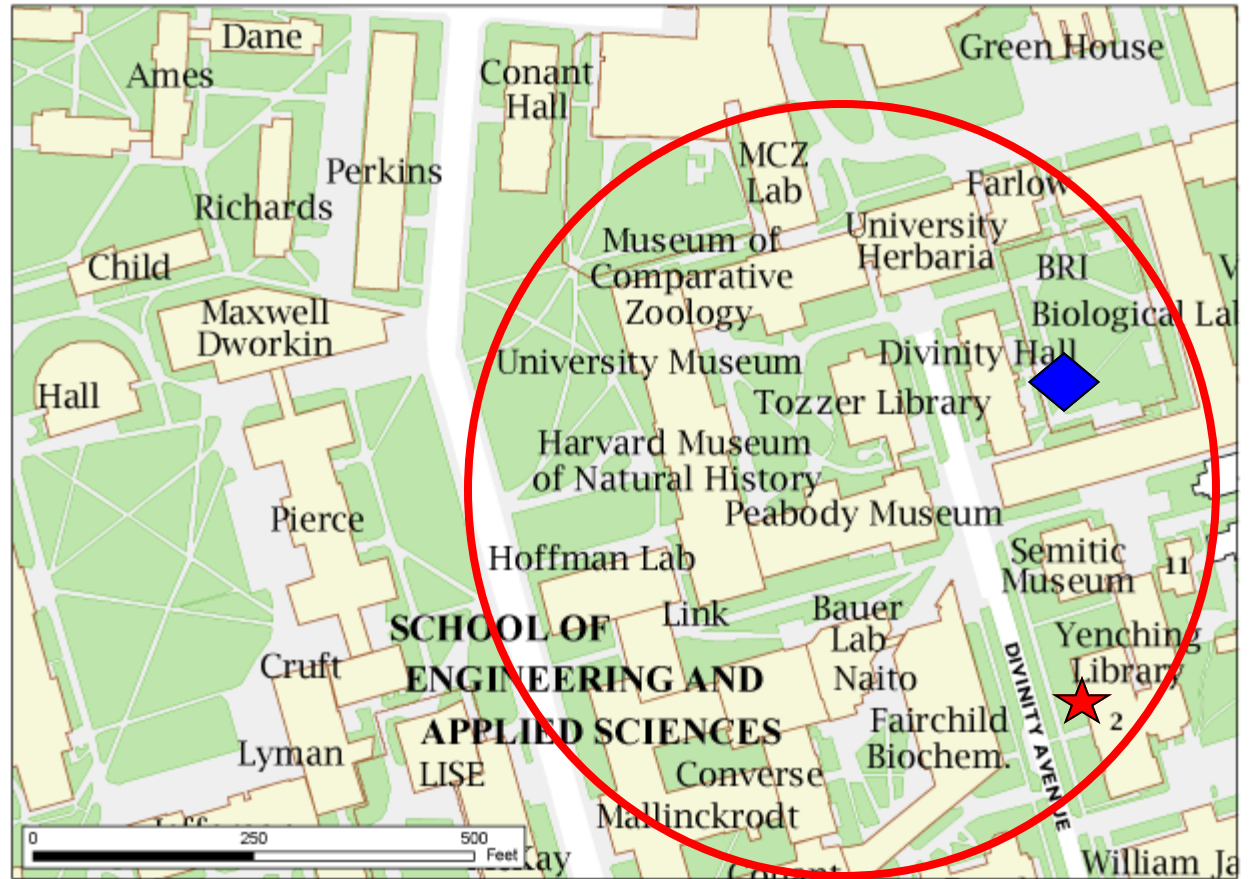 Dane
Ames
Conant
Hall
Green House
Perkins
Richards
MCZ
Lab
Farlow
University
Herbaria
Child
Museum of
Comparative
Zoology
BRI
Biological
Maxwell
Dworkin
University Museum
Divinity Hall
Hall
Tozzer Library
Harvard Museum
of Natural History
Pierce
Peabody Museum
Hoffman Lab
Semitic
Museum
11
Link
Bauer
Lab
Naito
SCHOOL OF
ENGINEERING AND
APPLIED SCIENCES
Yenching
Library
2
Cruft
DIVINITY AVENUE
Fairchild
Biochem.
Lyman
LISE
Converse
Mallinckrodt
William
0 250 500
Feet